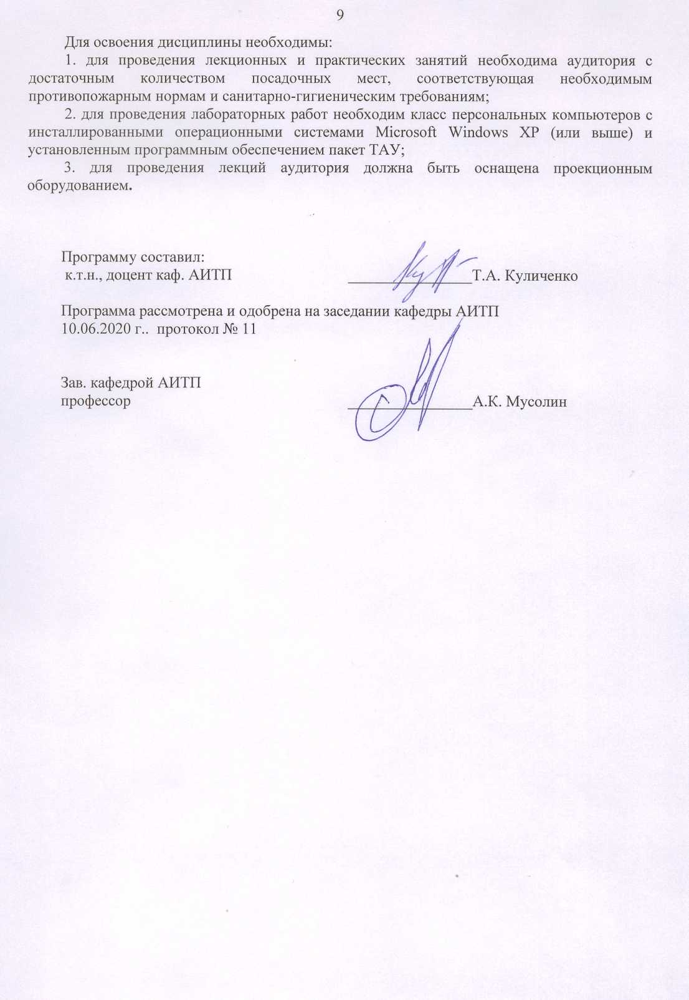 9
Для освоения дисциплины необходимы:
1. для проведения лекционных и практических занятий необходима аудитория с
достаточным количеством посадочных мест, соответствующая необходимым
противопожарным нормам и санитарно-гигиеническим требованиям;
2. для проведения лабораторных работ необходим класс персональных компьютеров с
инсталлированными операционными системами Microsoft Windows XP (или выше) и
установленным программным обеспечением пакет ТАУ;
3. для проведения лекций аудитория должна быть оснащена проекционным
оборудованием.
Программу составил:
к.т.н., доцент каф. АИТП ________________Т.А. Куличенко
Программа рассмотрена и одобрена на заседании кафедры АИТП
10.06.2020 г.. протокол № 11
Зав. кафедрой АИТП
профессор ________________А.К. Мусолин